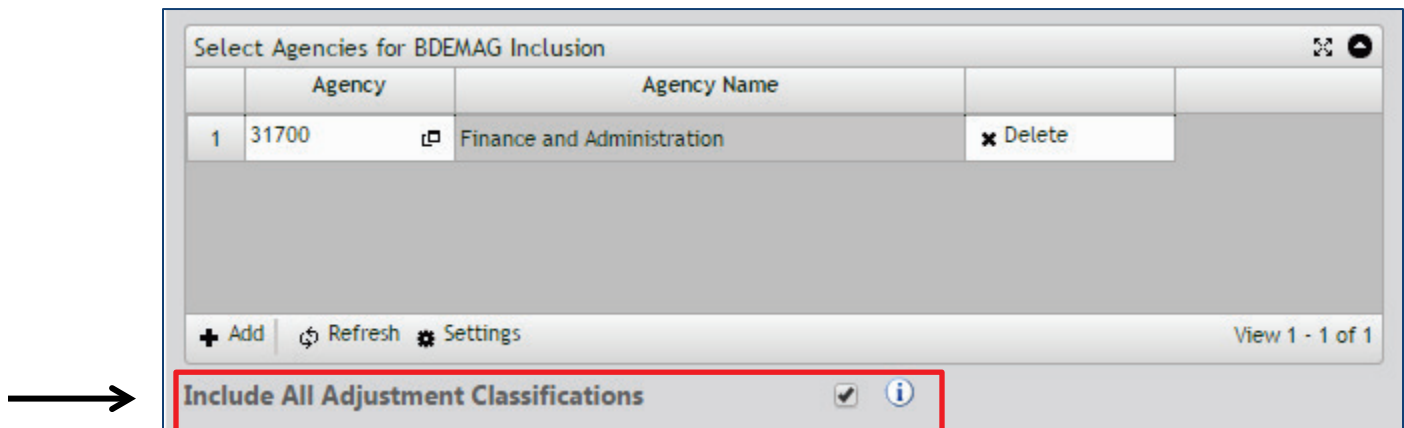 Select Agencies for BDEMAG Inclusion
Agency Agency Name
1 31700 Finance and Administration Delete
Add Refresh Settings View 1 - 1 of 1
Include All Adjustment Classifications